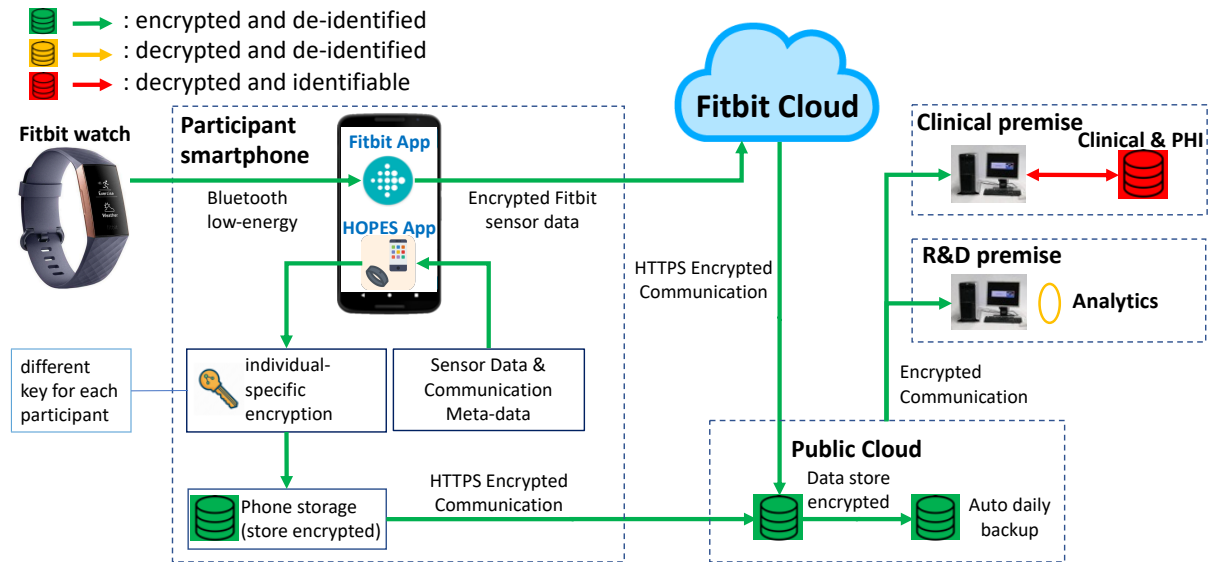 : encrypted and de-identified
: decrypted and de-identified
: decrypted and identifiable
Fitbit watch
Participant
smartphone
Fitbit App
Bluetooth
low-energy
Encrypted Fitbit
sensor data
HOPES App
Fitbit Cloud
HTTPS Encrypted
Communication
Clinical premise
Clinical & PHI
R&D premise
Analytics
different
key for each
participant
individual-
specific
encryption
Sensor Data &
Communication
Meta-data
Encrypted
Communication
Phone storage
(store encrypted)
HTTPS Encrypted
Communication
Public Cloud
Data store
encrypted
Auto daily
backup
Exercise
Weather